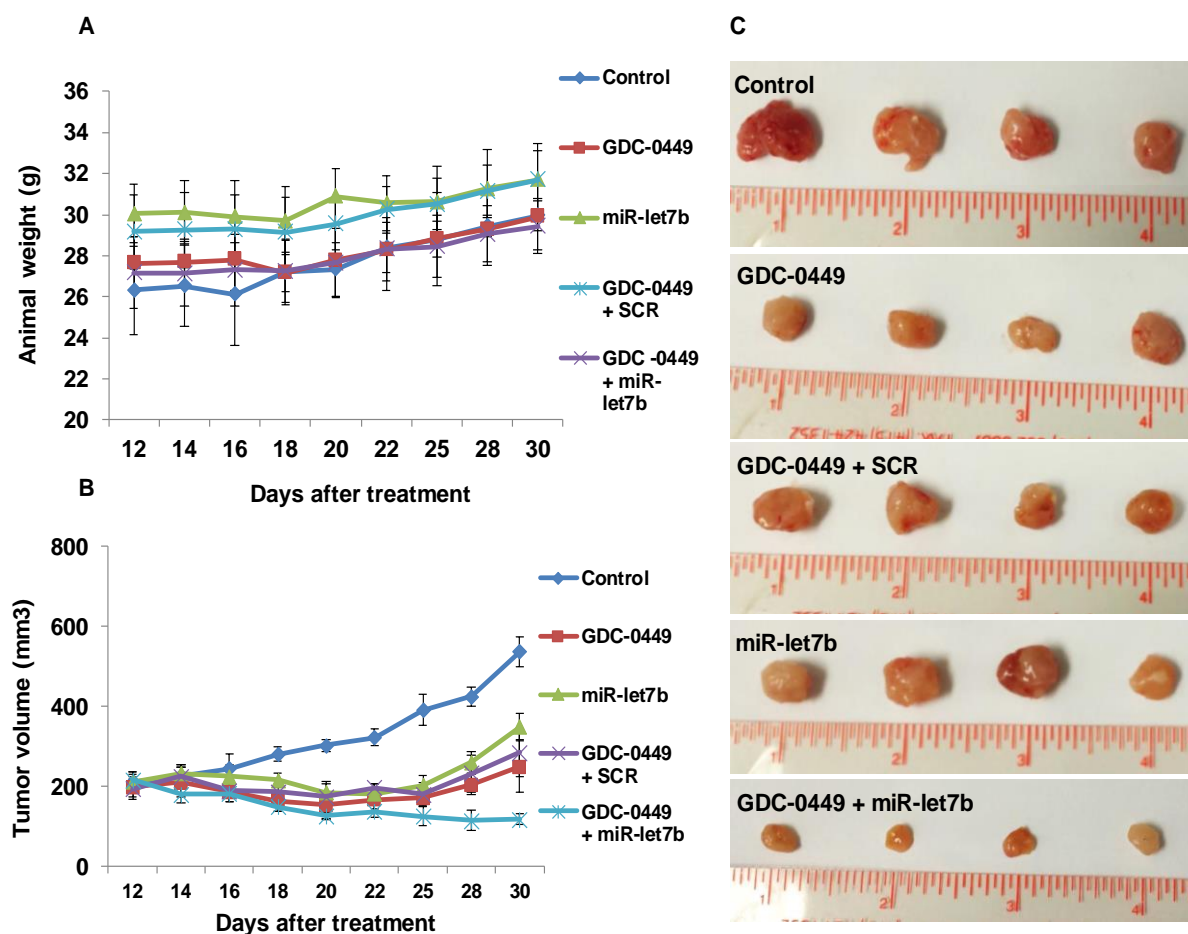 A
Animal weight (g)
36
34
32
30
28
26
24
22
20
12 14 16 18 20 22 25 28 30
Days after treatment
Control
GDC-0449
miR-let7b
GDC-0449
+ SCR
GDC -0449
+ miR-
let7b
B
Tumor volume (mm3)
800
600
400
200
0
12 14 16 18 20 22 25 28 30
Days after treatment
Control
GDC-0449
miR-let7b
GDC-0449
+ SCR
GDC-0449
+ miR-let7b
C
Control
1 2 3 4
GDC-0449
1 2 3 4
GDC-0449 + SCR
1 2 3 4
miR-let7b
1 2 3 4
GDC-0449 + miR-let7b
1 2 3 4